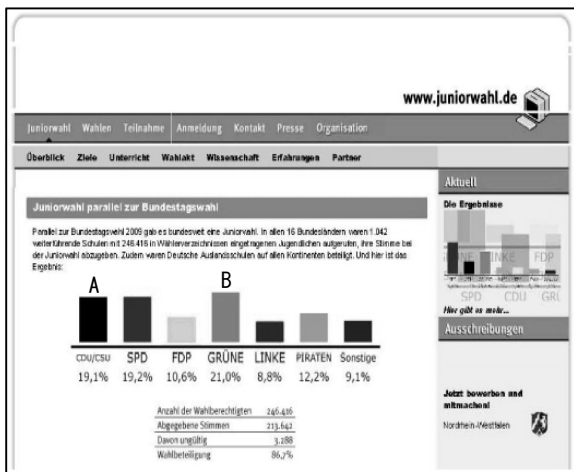 www.juniorwahl.de
Juniorwahl Wahlen Teilnahme Anmeldung Kontakt Presse Organisation
Überblick Ziele Unterricht Wahlakt Wissenschaft Erfahrungen Partner
Aktuell
Juniorwahl parallel zur Bundestagswahl
Die Ergebnisse
Parallel zur Bundestagswahl 2009 gab es bundesweit eine Juniorwahl. In allen 16 Bundesländern waren 1.042
weiterführende Schulen mit 246.416 in Wählerverzeichnissen eingetragenen Jugendlichen aufgerufen, ihre Stimme bei
der Juniorwahl abzugeben. Zudem waren Deutsche Auslandsschulen auf allen Kontinenten beteiligt. Und hier ist das
Ergebnis:
A B
CDU/CSU SPD FDP GRÜNE LINKE PIRATEN Sonstige
19,1% 19,2% 10,6% 21,0% 8,8% 12,2% 9,1%
Anzahl der Wahlberechtigten 246.416
Abgegebene Stimmen 213.642
Davon ungültig 3.288
Wahlbeteiligung 86,7%
FDP
SPD CDU GRÜ
Hier gibt es mehr...
Ausschreibungen
Jetzt bewerben und
mitmachen!
Nordrhein-Westfalen